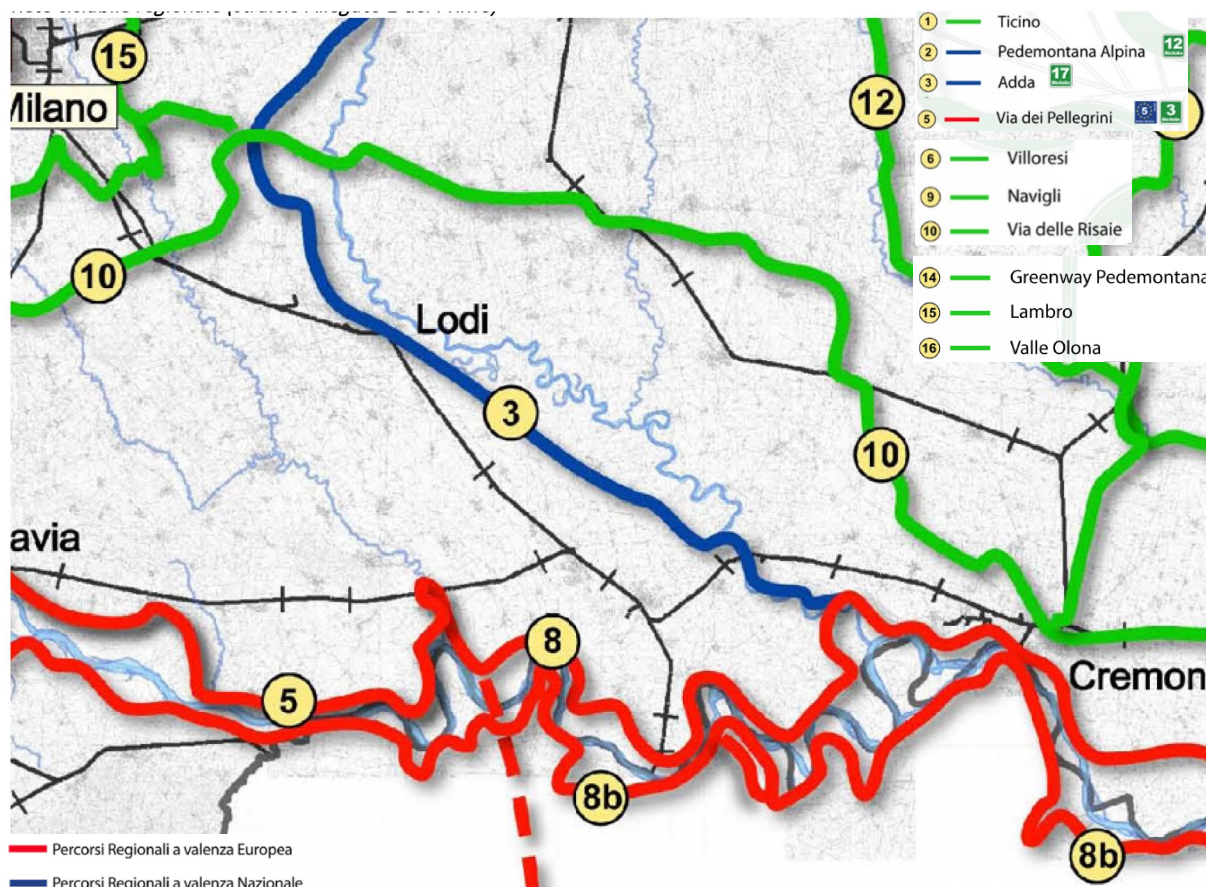 15
Milano
12
1 Ticino
2 Pedemontana Alpina 12
3 Adda 17
5 Via dei Pellegrini 5 3
6 Villoresi
9 Navigli
10 Via delle Risaie
14 Greenway Pedemontana
15 Lambro
16 Valle Olona
10
Lodi
3
10
avia
8
5
Cremon
8b
8b
Percorsi Regionali a valenza Europea
Percorsi Regionali a valenza Nazionale